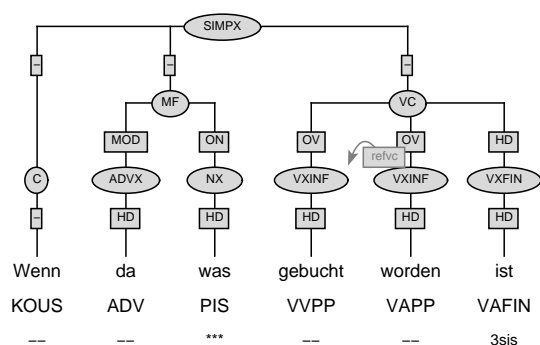 SIMPX
– – –
MF VC
MOD ON OV OV HD
refvc
C ADVX NX VXINF VXINF VXFIN
– HD HD HD HD HD
Wenn da was gebucht worden ist
KOUS ADV PIS VVPP VAPP VAFIN
–– –– *** –– –– 3sis